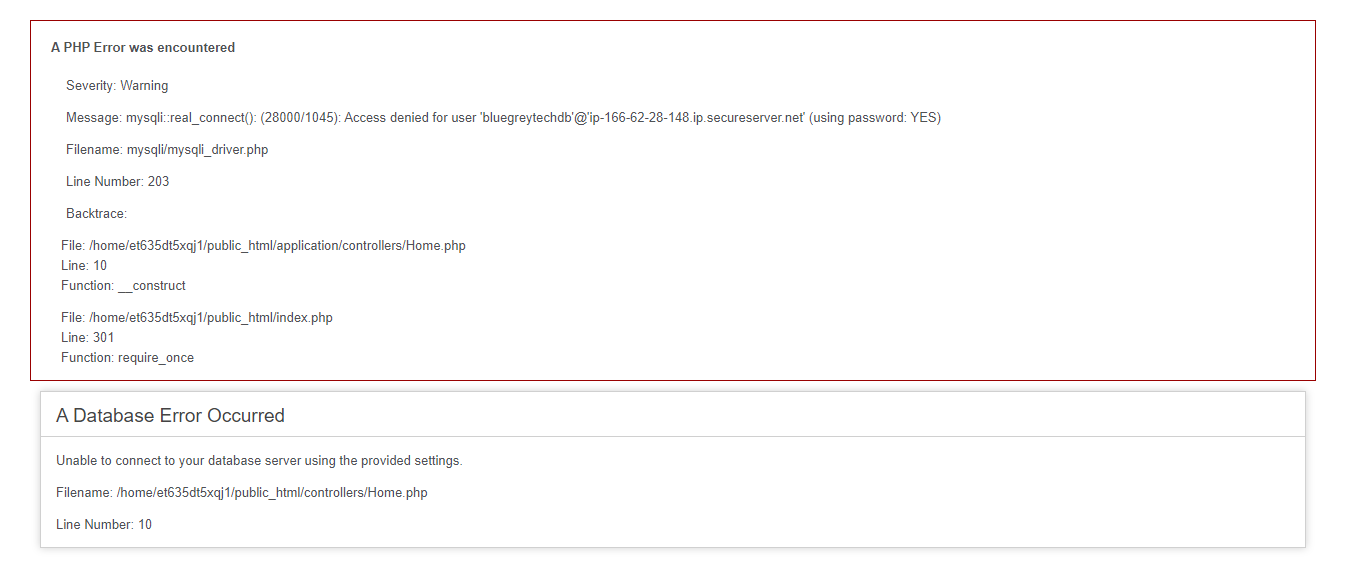 A PHP Error was encountered
Severity: Warning
Message: mysqli::real_connect(): (28000/1045): Access denied for user 'bluegreytechdb'@'ip-166-62-28-148.ip.secureserver.net' (using password: YES)
Filename: mysqli/mysqli_driver.php
Line Number: 203
Backtrace:
File: /home/et635dt5xqj1/public_html/application/controllers/Home.php
Line: 10
Function: __construct
File: /home/et635dt5xqj1/public_html/index.php
Line: 301
Function: require_once
A Database Error Occurred
Unable to connect to your database server using the provided settings.
Filename: /home/et635dt5xqj1/public_html/controllers/Home.php
Line Number: 10